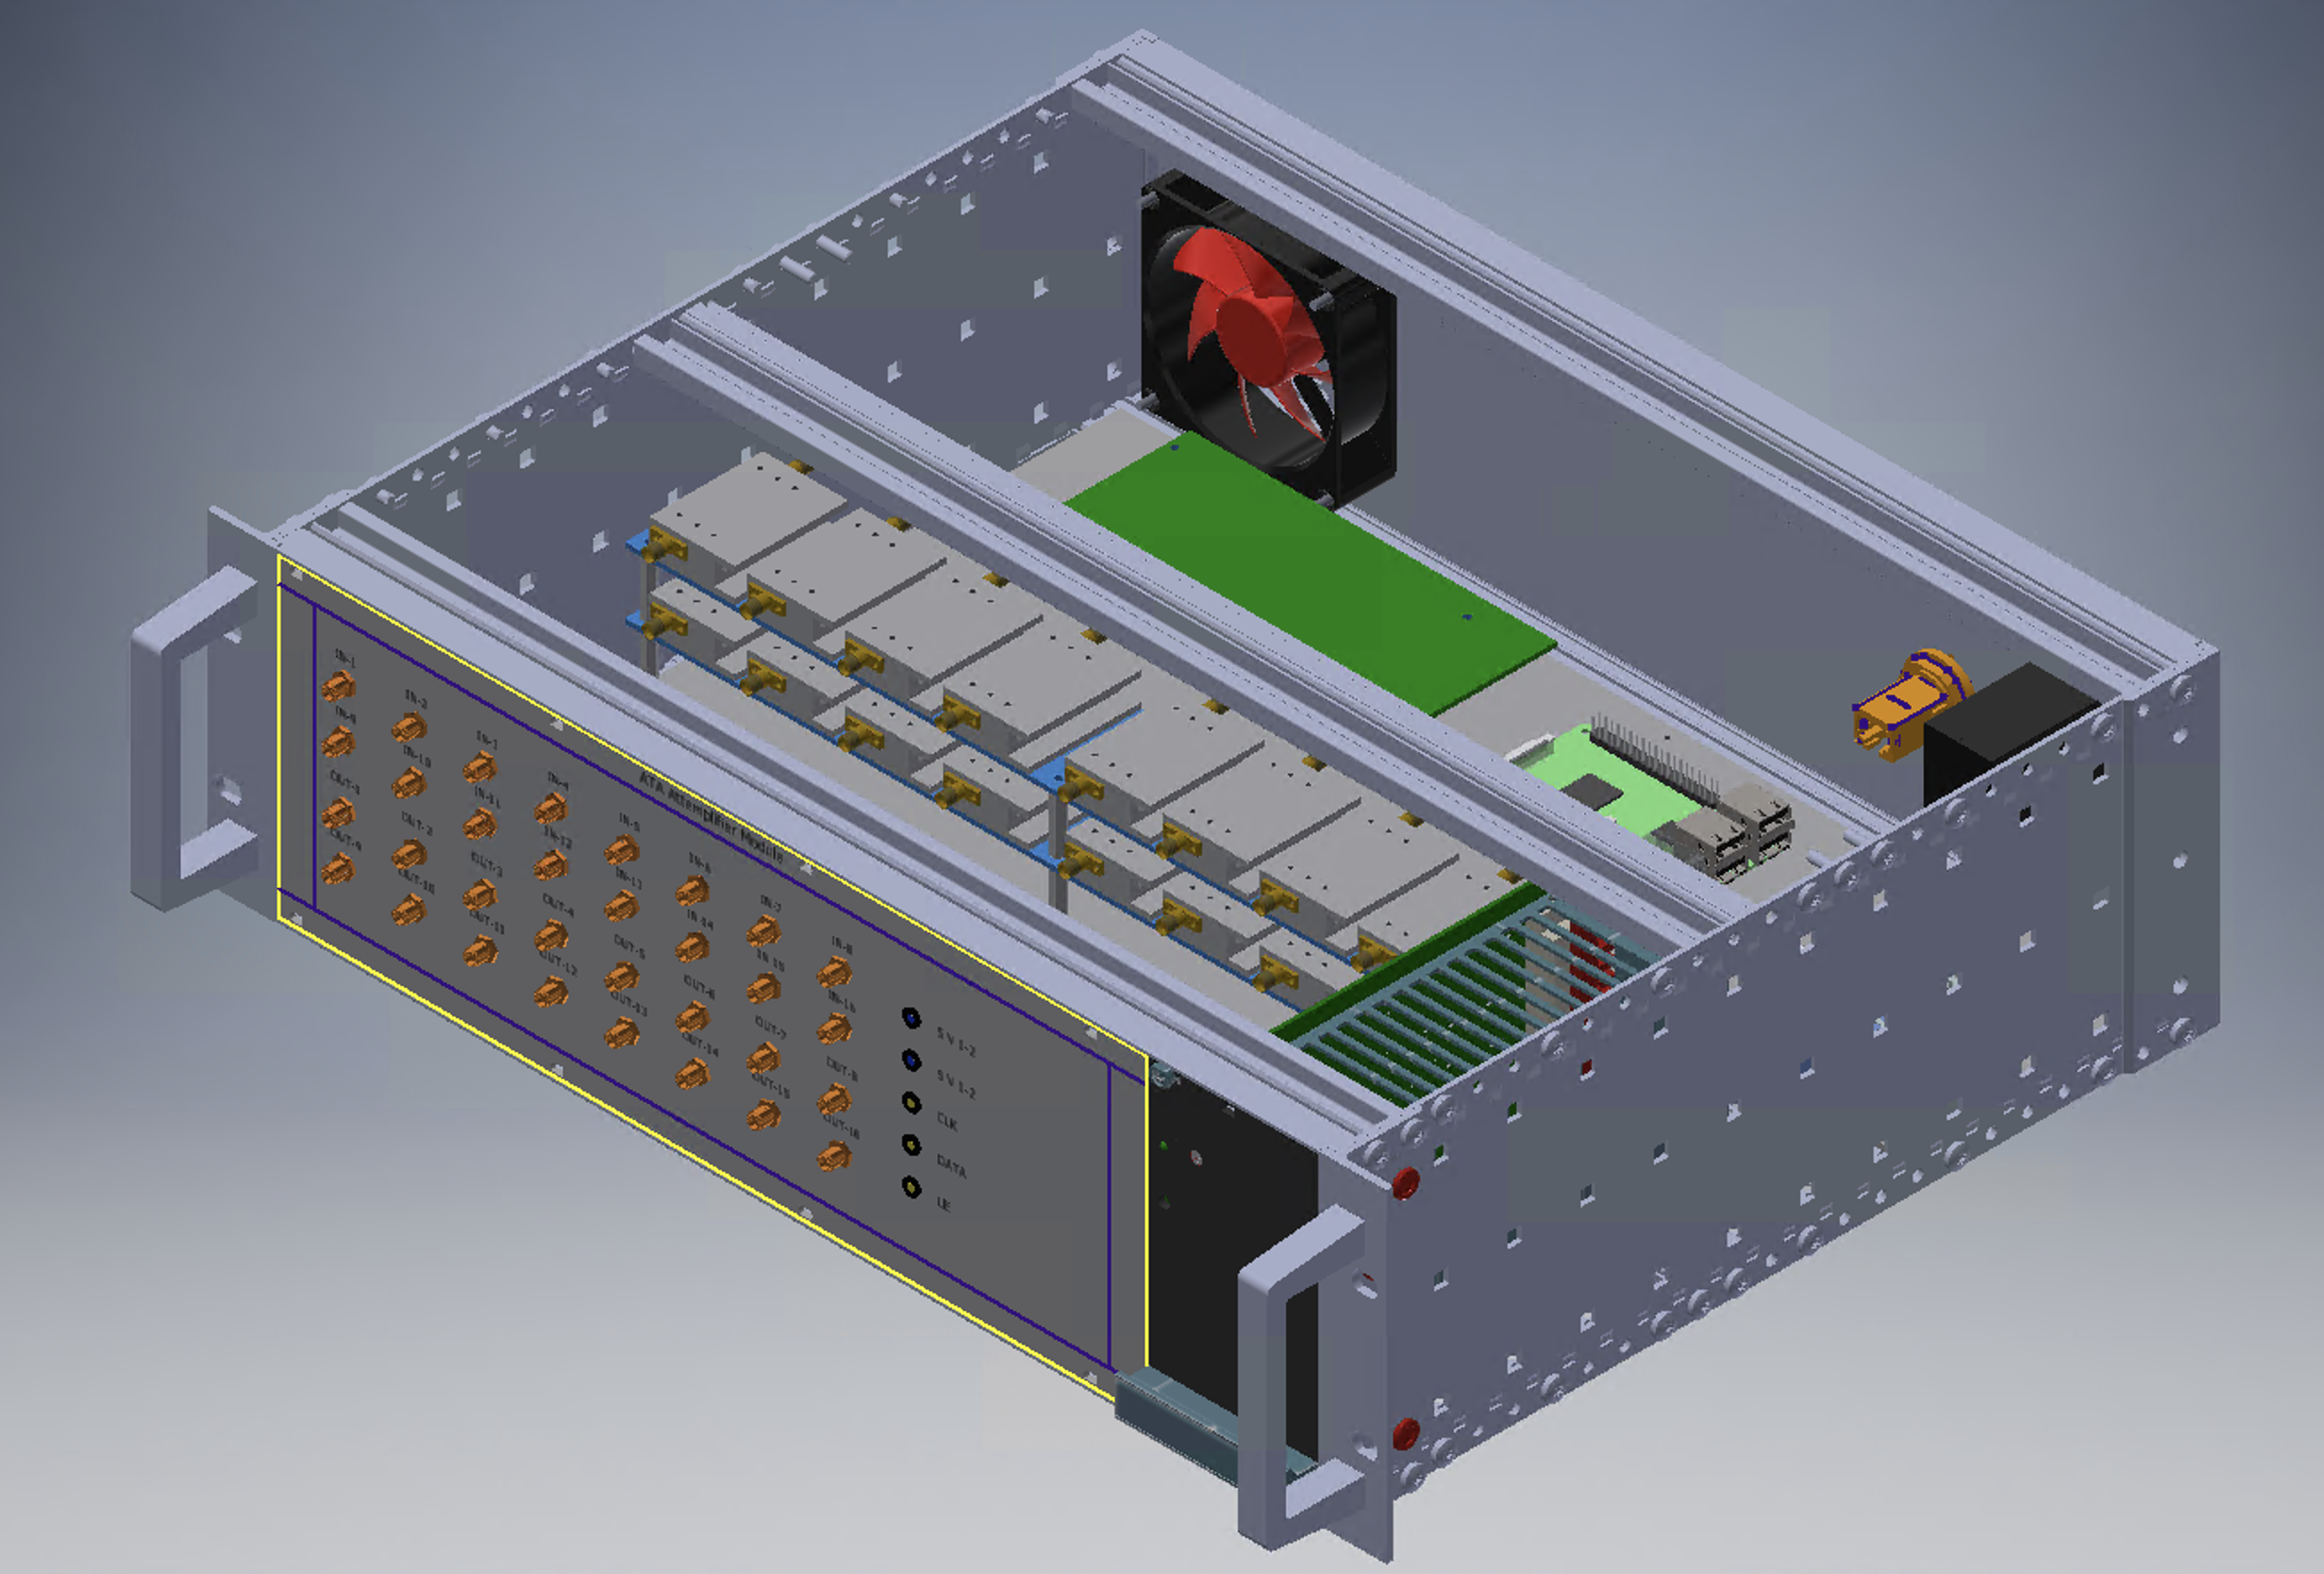 ATA Attemplifier Module
IN-1
IN-2
IN-3
IN-4
IN-5
IN-6
IN-7
IN-8
IN-9
IN-10
IN-11
IN-12
IN-13
IN-14
IN-15
IN-16
OUT-1
OUT-2
OUT-3
OUT-4
OUT-5
OUT-6
OUT-7
OUT-8
OUT-9
OUT-10
OUT-11
OUT-12
OUT-13
OUT-14
OUT-15
OUT-16
5 V 1-2
5 V 1-2
CLK
DATA
LE